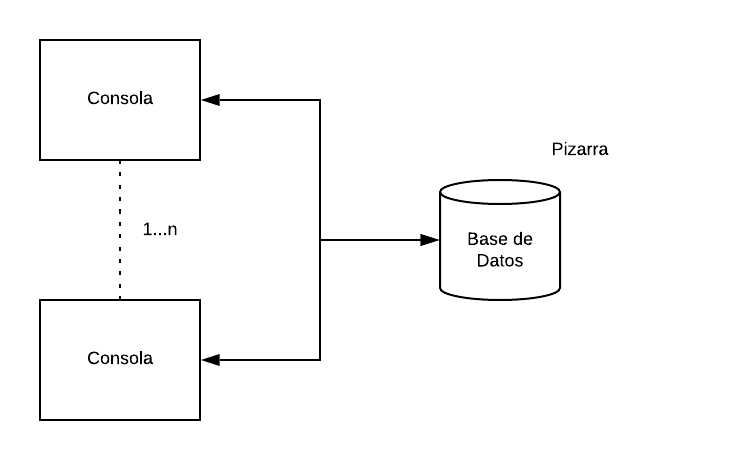 Consola
Pizarra
1...n
Base de
Datos
Consola